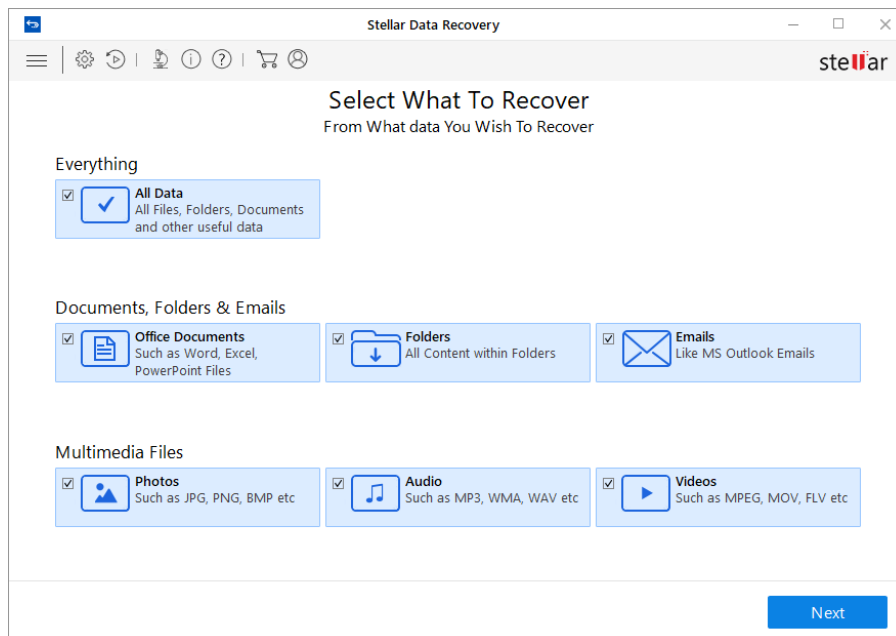 Stellar Data Recovery
stellar
Select What To Recover
From What data You Wish To Recover
Everything
All Data
All Files, Folders, Documents
and other useful data
Documents, Folders & Emails
Office Documents
Such as Word, Excel,
PowerPoint Files
Folders
All Content within Folders
Emails
Like MS Outlook Emails
Multimedia Files
Photos
Such as JPG, PNG, BMP etc
Audio
Such as MP3, WMA, WAV etc
Videos
Such as MPEG, MOV, FLV etc
Next